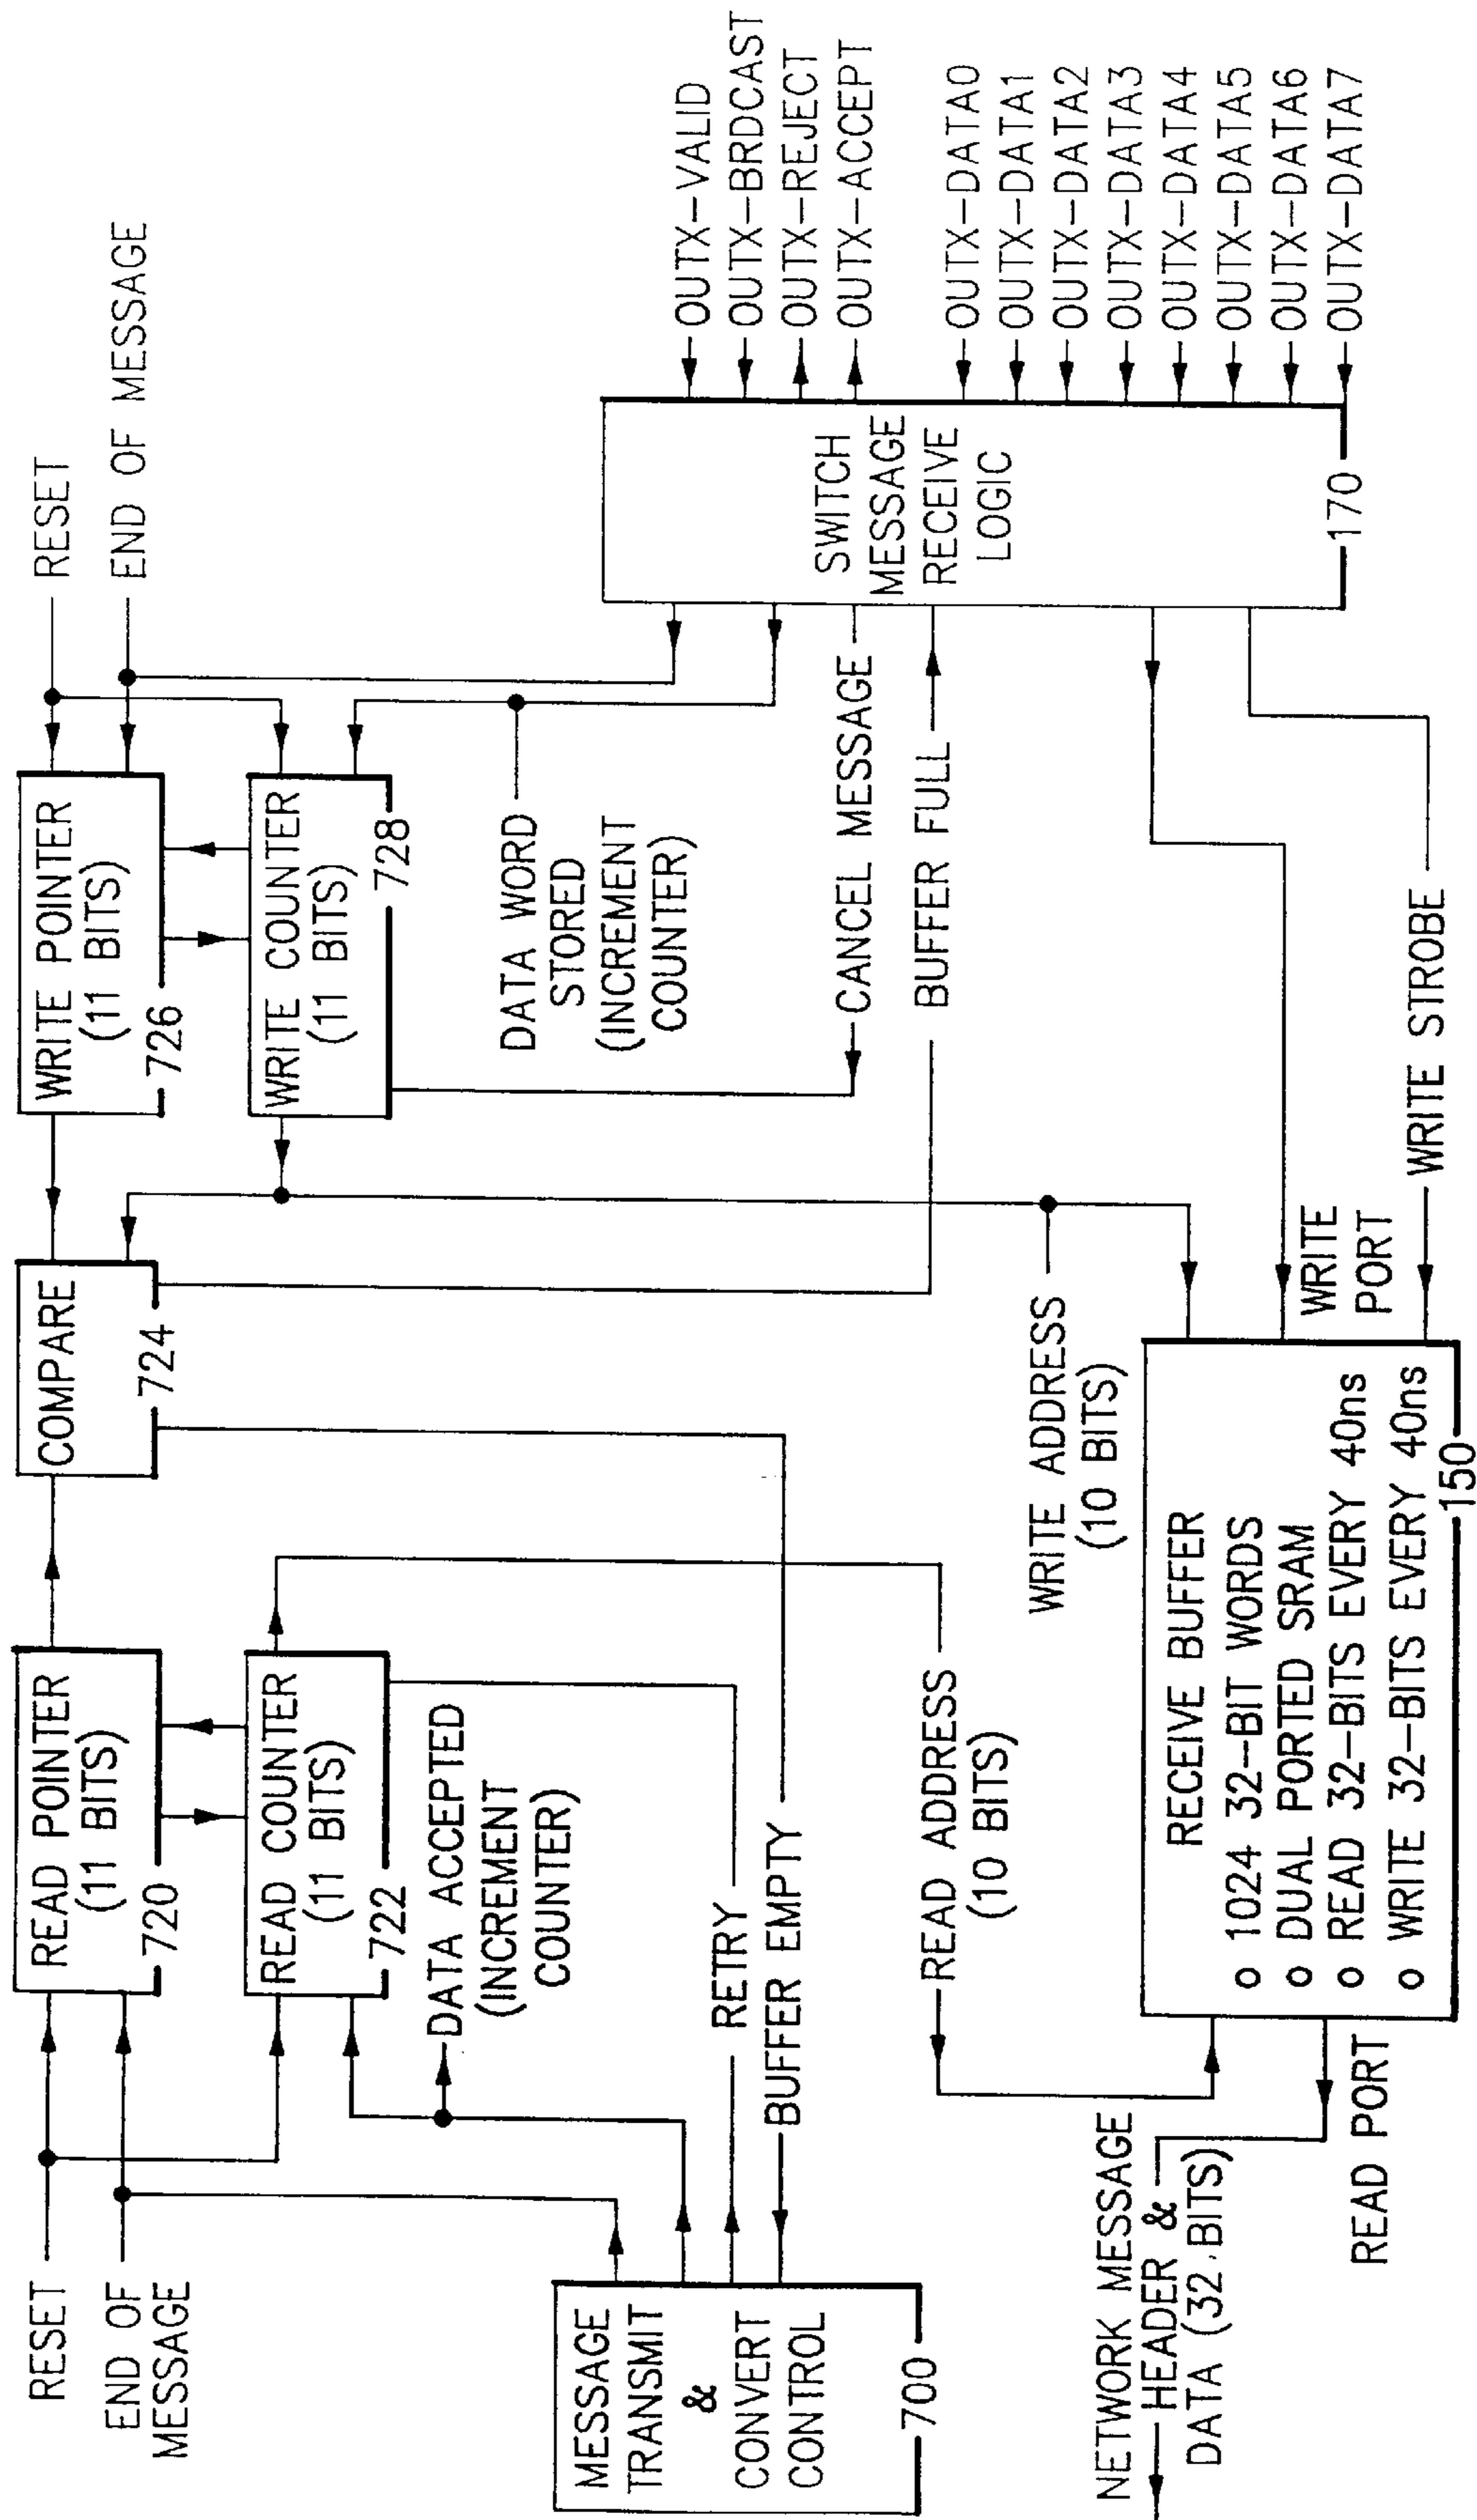 RESET
END OF
MESSAGE
READ POINTER
(11 BITS)
720
READ COUNTER
(11 BITS)
722
DATA ACCEPTED
(INCREMENT
COUNTER)
RETRY
BUFFER EMPTY
MESSAGE
TRANSMIT
&
CONVERT
CONTROL
700
COMPARE
724
WRITE POINTER
(11 BITS)
726
WRITE COUNTER
(11 BITS)
728
RESET
END OF MESSAGE
DATA WORD
STORED
(INCREMENT
COUNTER)
CANCEL MESSAGE
BUFFER FULL
SWITCH
MESSAGE
RECEIVE
LOGIC
170
OUTX-VALID
OUTX-BRDCAST
OUTX-REJECT
OUTX-ACCEPT
OUTX-DATA0
OUTX-DATA1
OUTX-DATA2
OUTX-DATA3
OUTX-DATA4
OUTX-DATA5
OUTX-DATA6
OUTX-DATA7
READ ADDRESS
(10 BITS)
WRITE ADDRESS
(10 BITS)
NETWORK MESSAGE
HEADER &
DATA (32 BITS)
READ PORT
RECEIVE BUFFER
o 1024 32-BIT WORDS
o DUAL PORTED SRAM
o READ 32-BITS EVERY 40ns
o WRITE 32-BITS EVERY 40ns
150
WRITE
PORT
WRITE STROBE